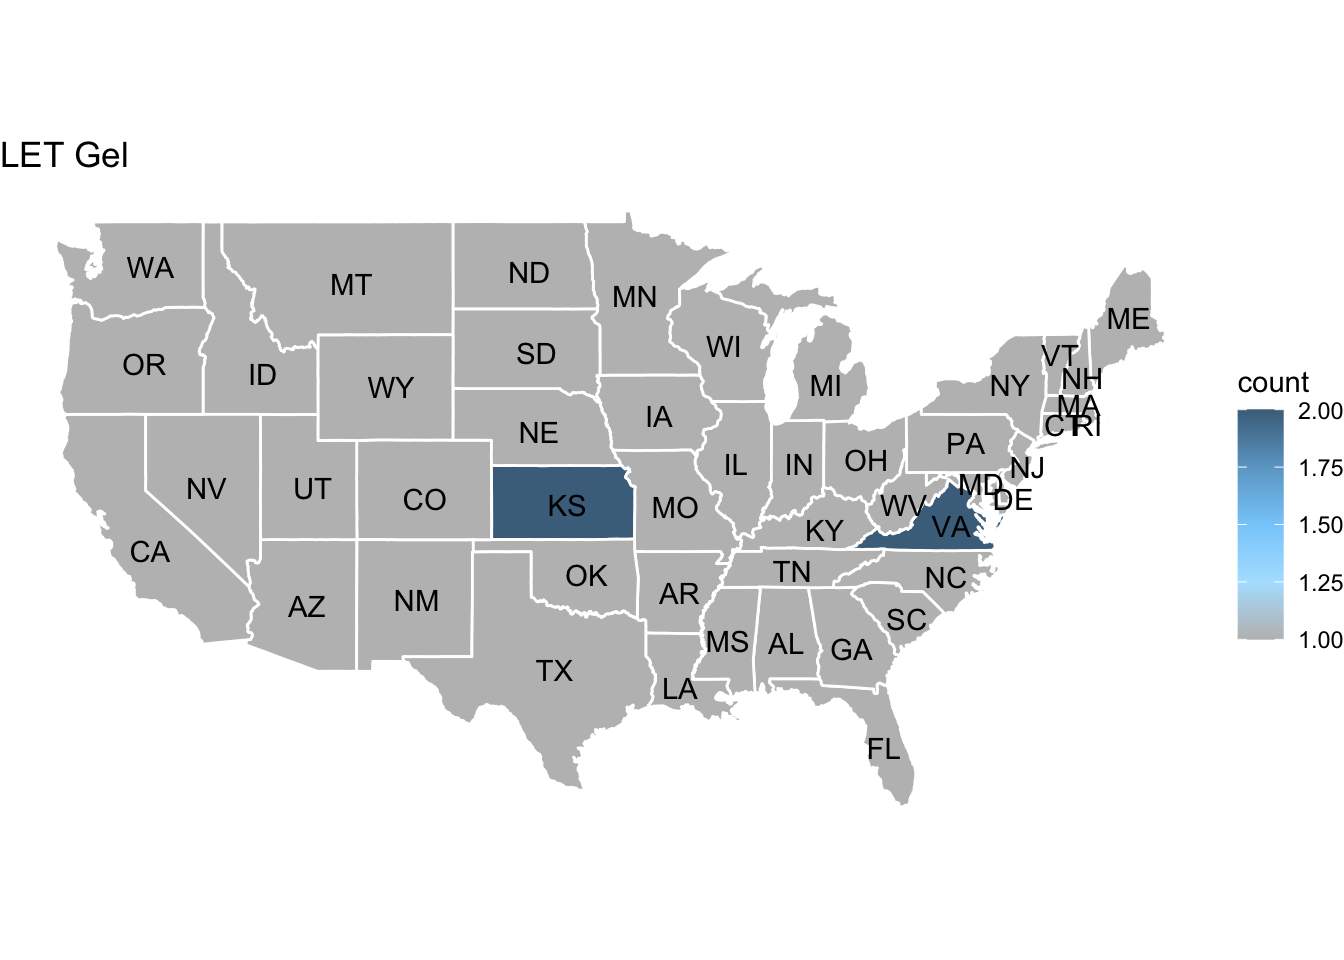 LET Gel
WA
MT
ND
MN
ME
OR
ID
WY
SD
WI
MI
NY
VT
NH
MA
CT
RI
NE
IA
PA
NJ
NV
UT
CO
KS
MO
IL
IN
OH
WV
MD
DE
VA
KY
CA
AZ
NM
OK
AR
TN
NC
SC
TX
LA
MS
AL
GA
FL
count
2.00
1.75
1.50
1.25
1.00